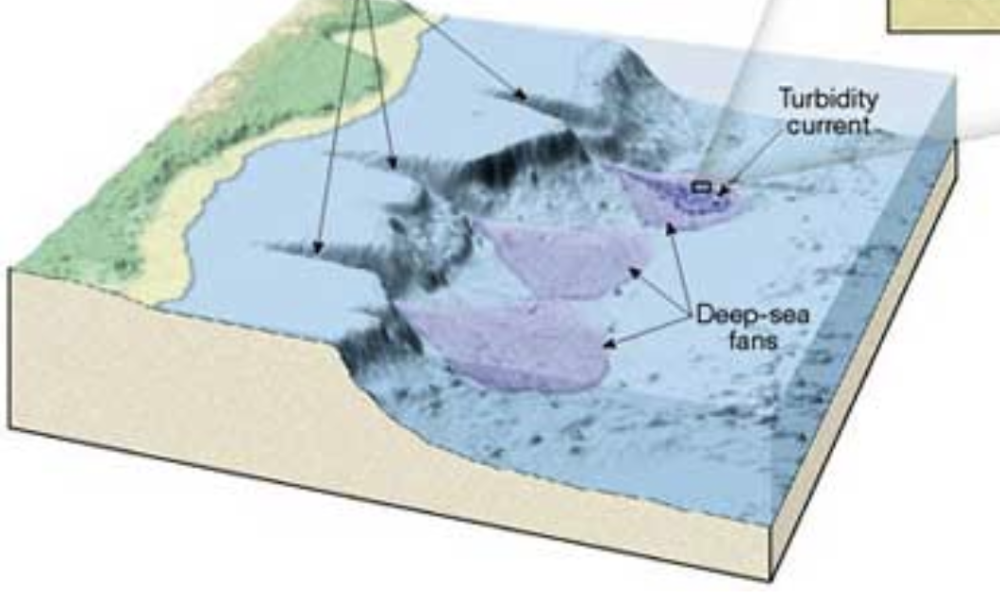 Turbidity
current
Deep-sea
fans